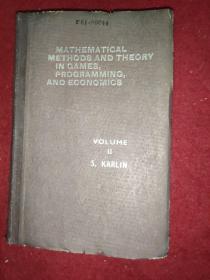 MATHEMATICAL
METHODS AND THEORY
IN GAMES,
PROGRAMMING,
AND ECONOMICS
VOLUME
II
S. KARLIN